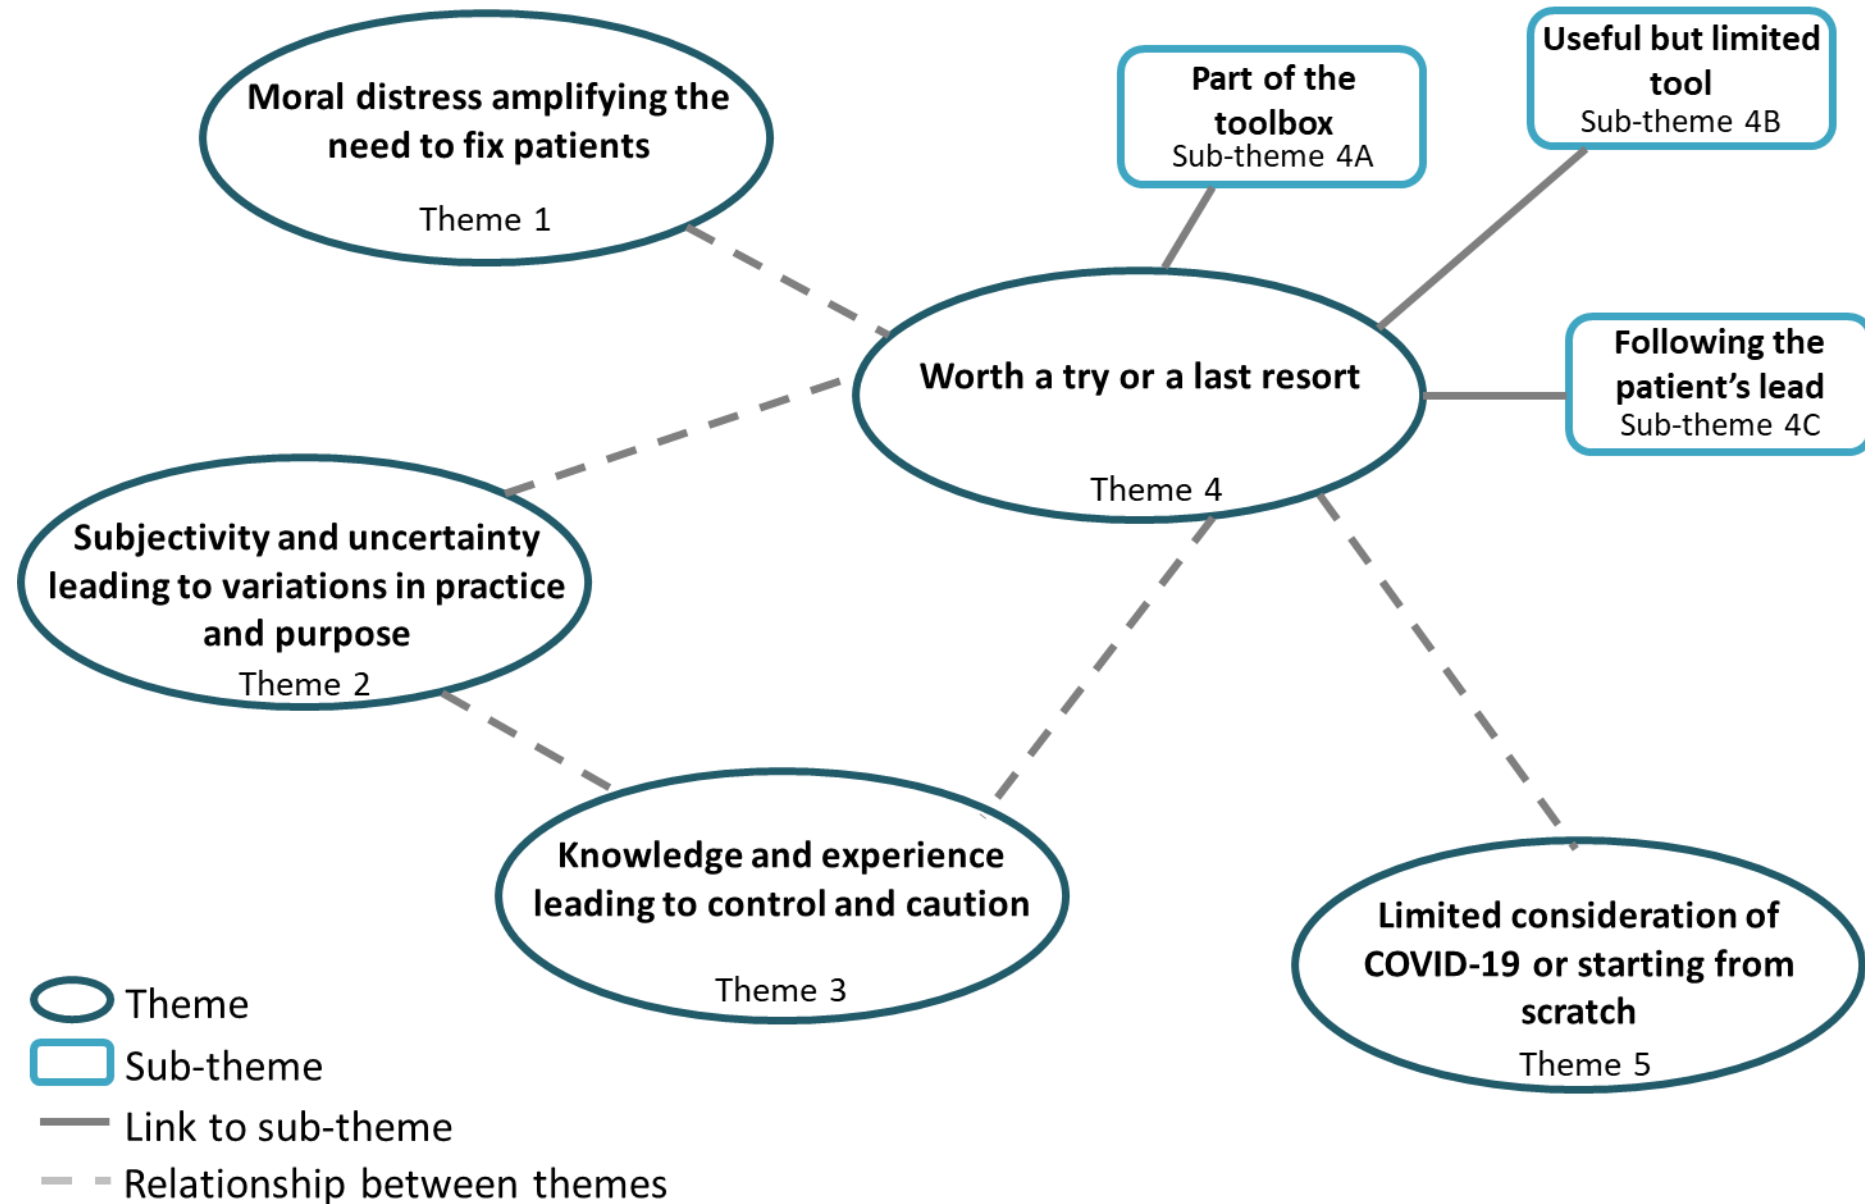 Moral distress amplifying the
need to fix patients
Theme 1
Part of the
toolbox
Sub-theme 4A
Useful but limited
tool
Sub-theme 4B
Worth a try or a last resort
Theme 4
Following the
patient’s lead
Sub-theme 4C
Subjectivity and uncertainty
leading to variations in practice
and purpose
Theme 2
Knowledge and experience
leading to control and caution
Theme 3
Limited consideration of
COVID-19 or starting from
scratch
Theme 5
Theme
Sub-theme
Link to sub-theme
Relationship between themes